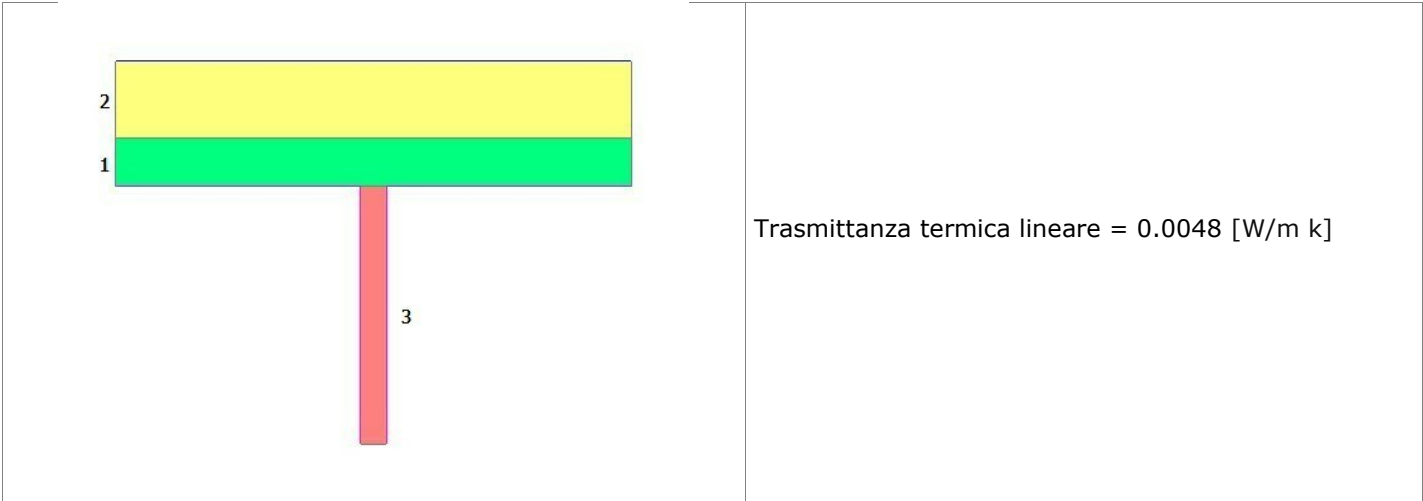 2
1
Trasmittanza termica lineare = 0.0048 [W/m k]
3